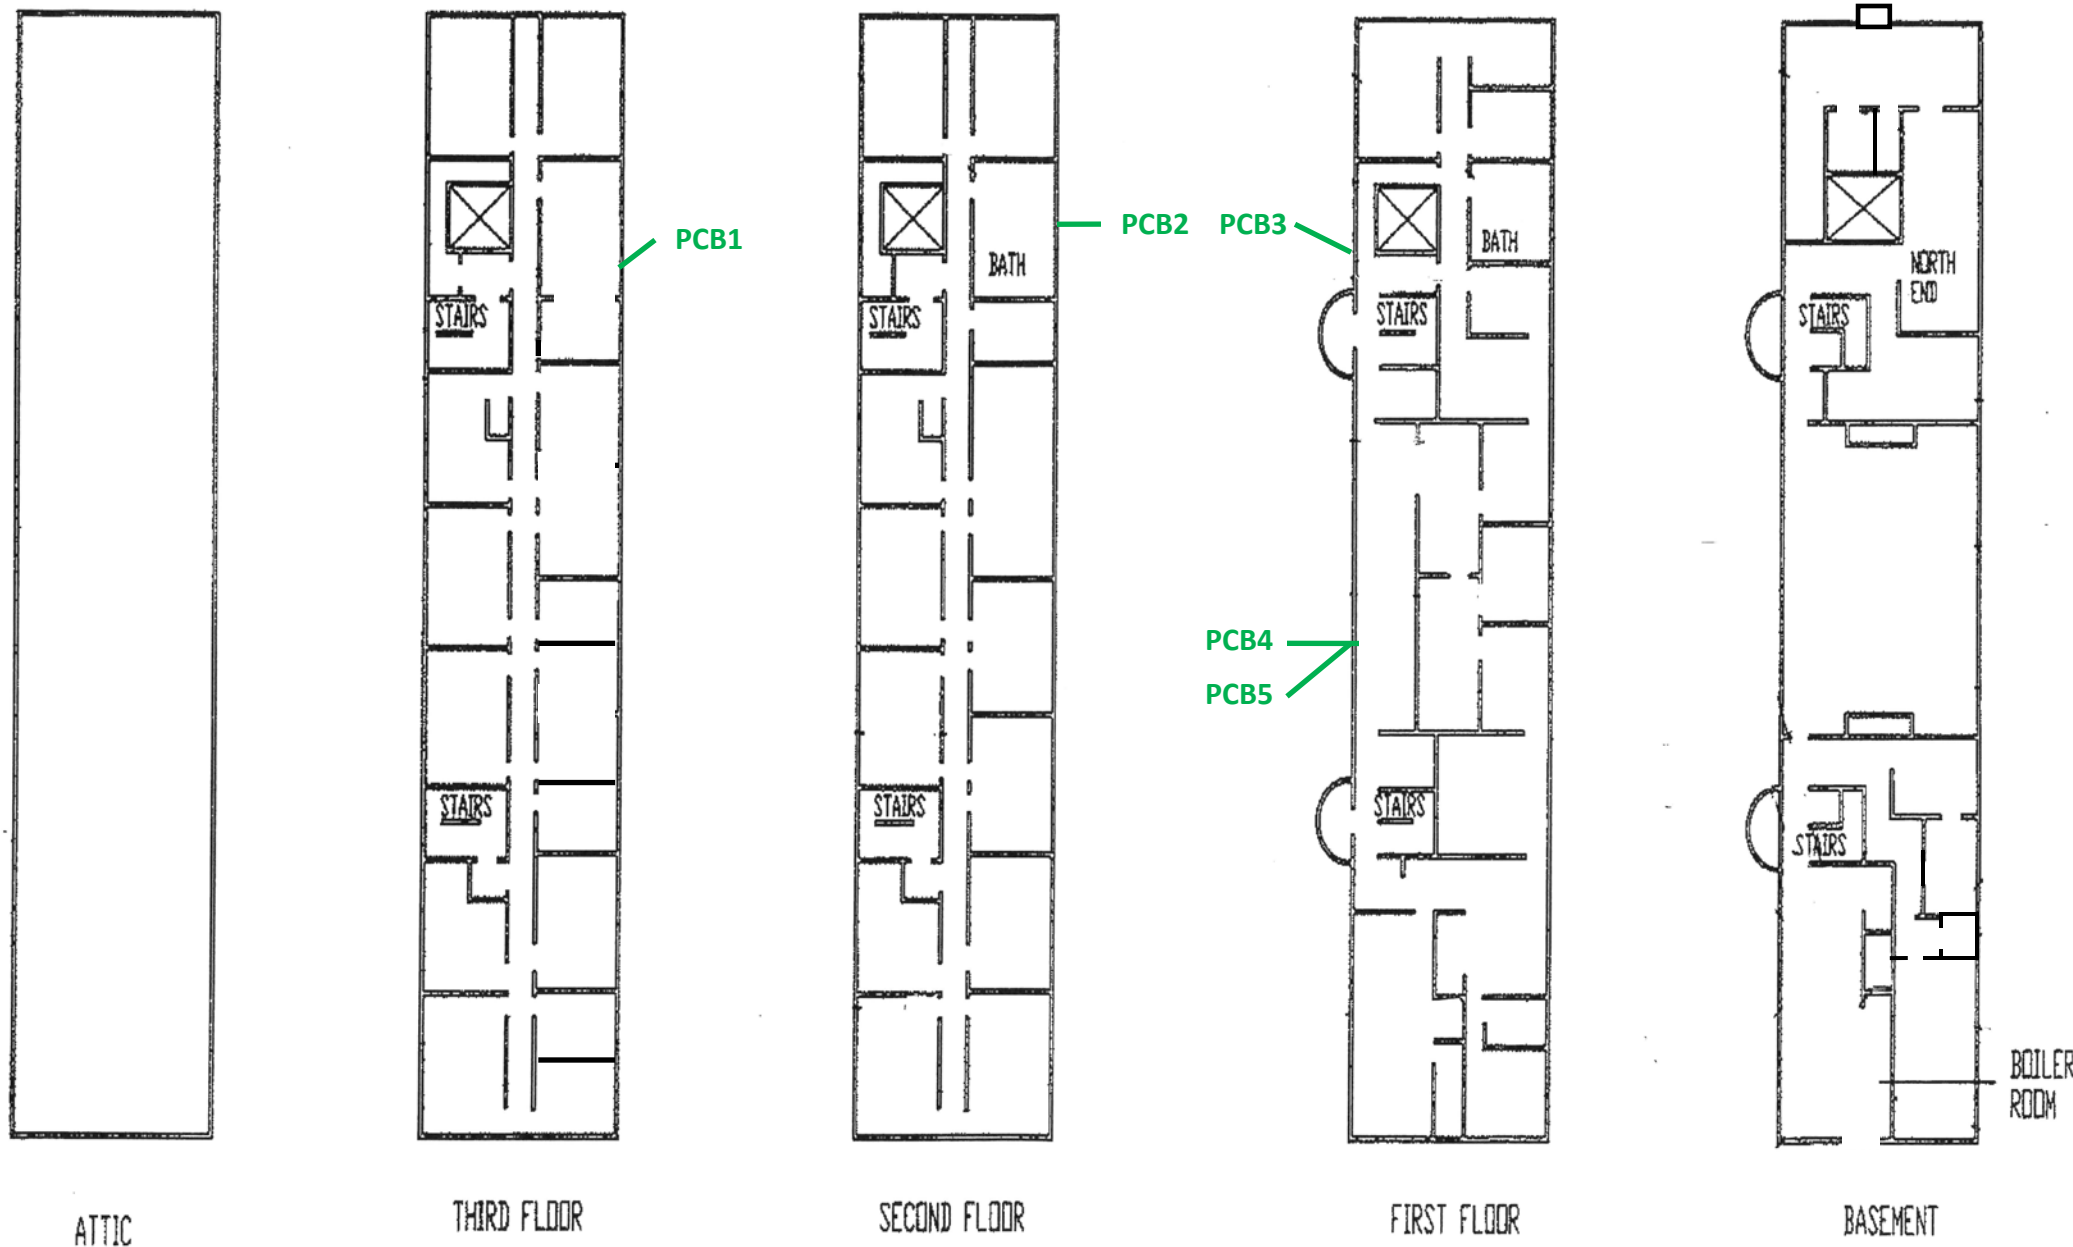 PCB1
PCB2
PCB3
BATH
BATH
NORTH
END
STAIRS
STAIRS
STAIRS
STAIRS
PCB4
PCB5
STAIRS
STAIRS
STAIRS
STAIRS
BOILER
ROOM
ATTIC
THIRD FLOOR
SECOND FLOOR
FIRST FLOOR
BASEMENT